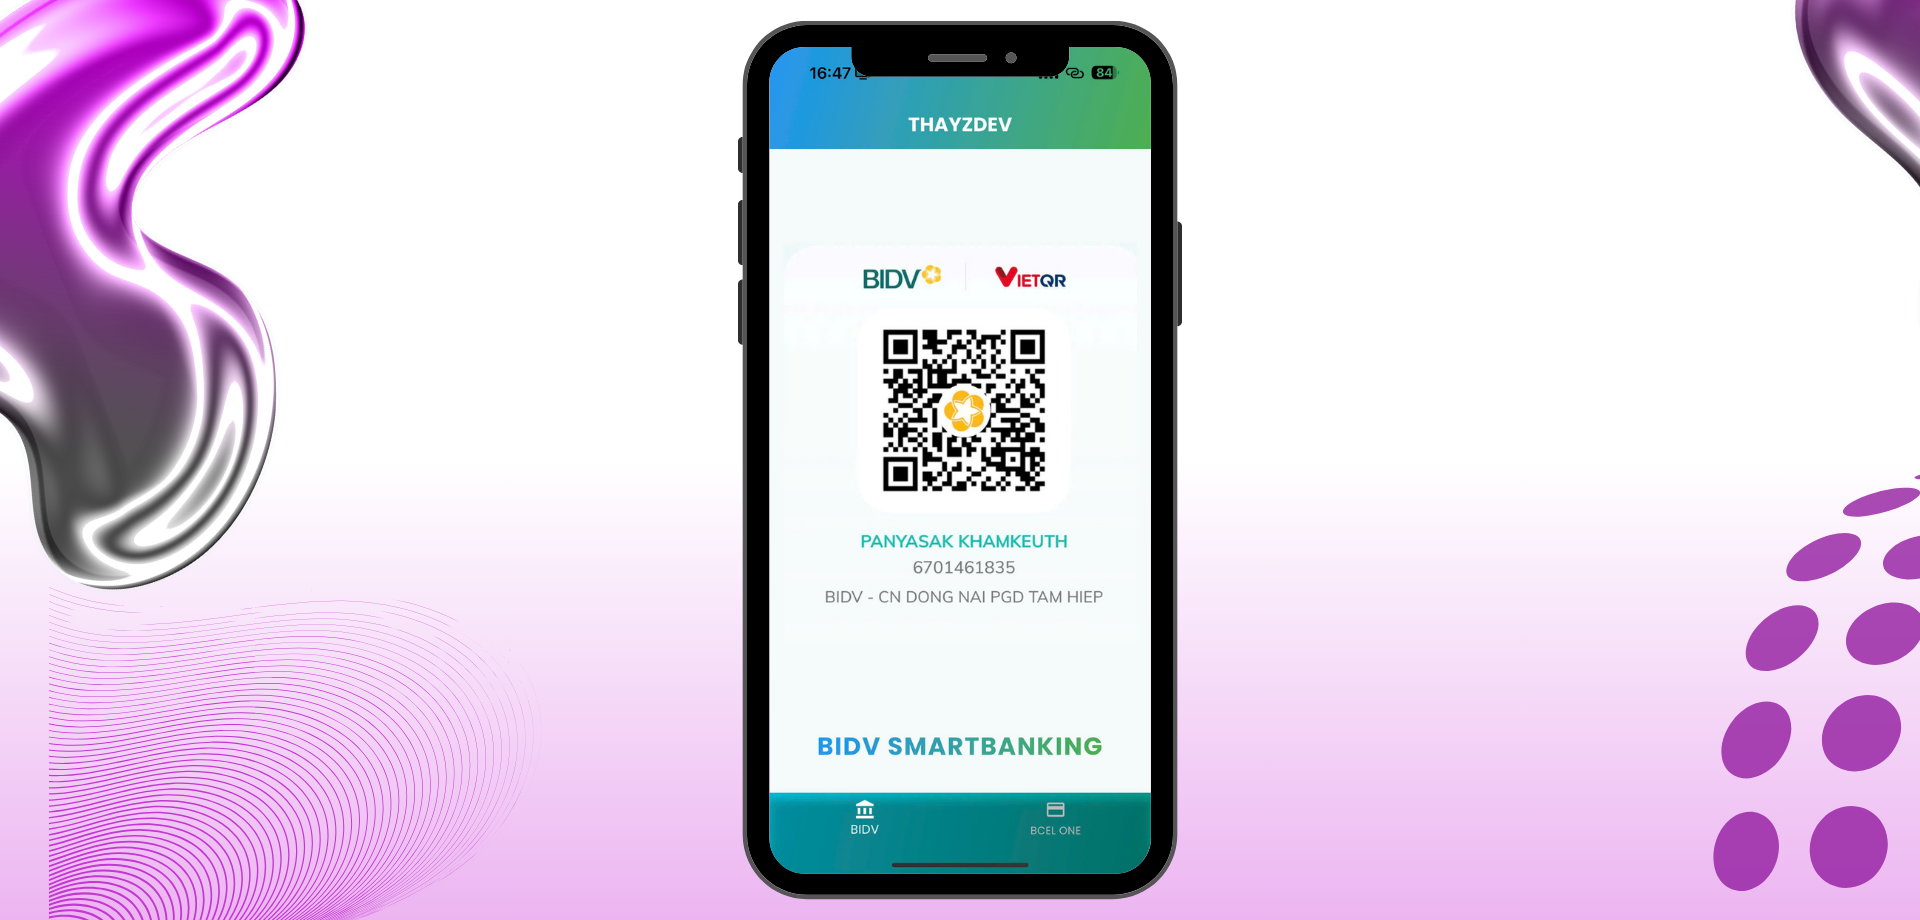 16:47
84
THAYZDEV
BIDV
VIETQR
PANYASAK KHAMKEUTH
6701461835
BIDV - CN DONG NAI PGD TAM HIEP
BIDV SMARTBANKING
BIDV
BCEL ONE